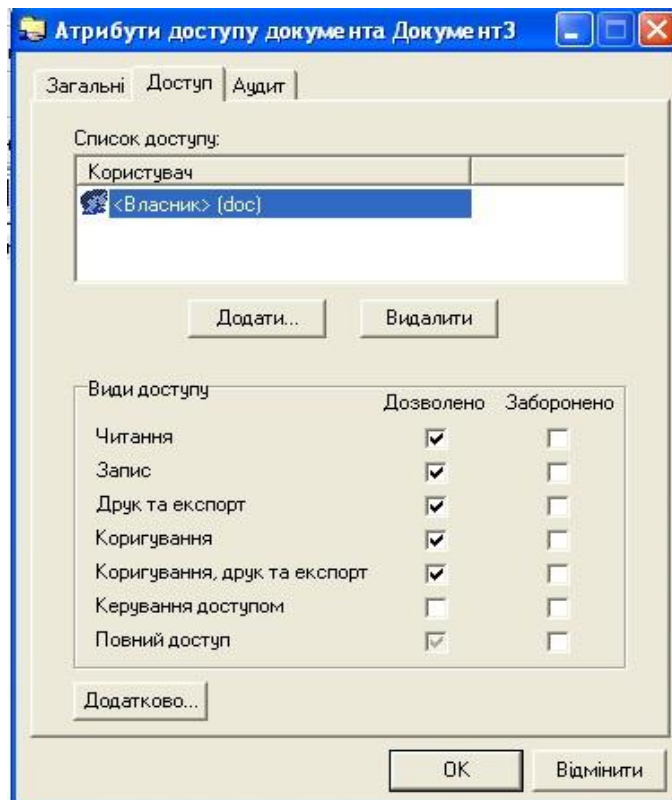 Атрибути доступу документа Документ3
Загальні Доступ Аудит
Список доступу:
Користувач
<Власник> (doc)
Додати... Видалити
Види доступу
Дозволено Заборонено
Читання
Запис
Друк та експорт
Коригування
Коригування, друк та експорт
Керування доступом
Повний доступ
Додатково...
OK Відмінити